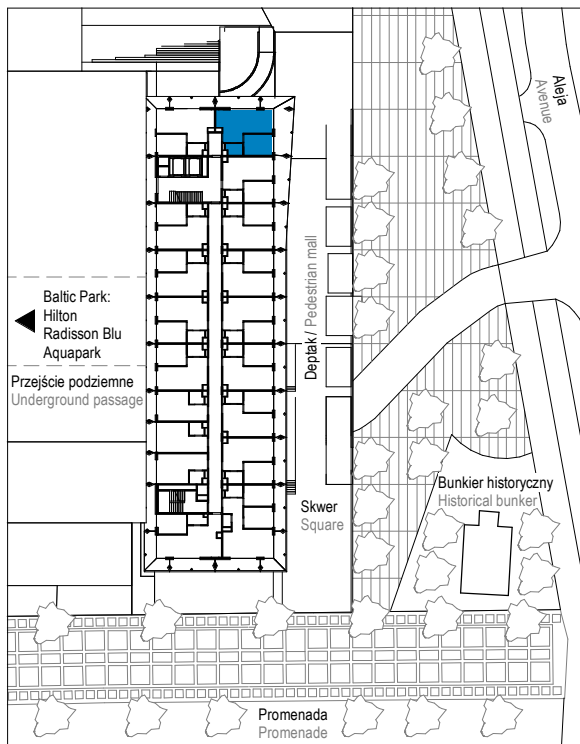 Aleja
Avenue
Baltic Park:
Hilton
Radisson Blu
Aquapark
Przejście podziemne
Underground passage
Deptak / Pedestrian mall
Bunkier historyczny
Historical bunker
Skwer
Square
Promenada
Promenade